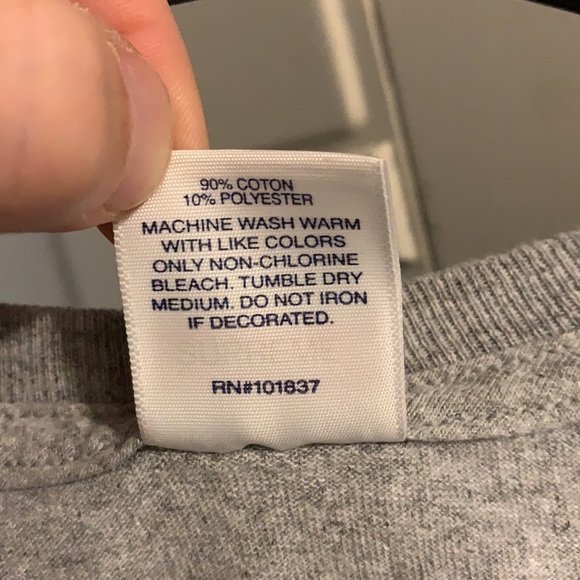 90% COTON
10% POLYESTER
MACHINE WASH WARM
WITH LIKE COLORS
ONLY NON-CHLORINE
BLEACH. TUMBLE DRY
MEDIUM. DO NOT IRON
IF DECORATED.
RN#101837